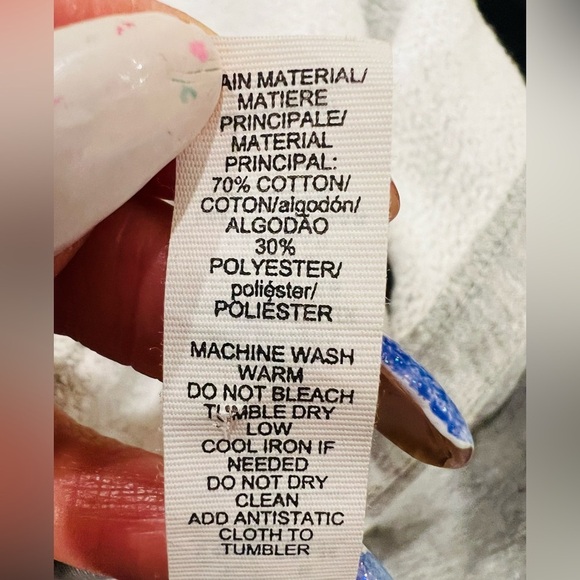 AIN MATERIAL/
MATIERE
PRINCIPALE/
MATERIAL
PRINCIPAL:
70% COTTON/
COTON/algodón/
ALGODÃO
30%
POLYESTER/
poliéster/
POLIÉSTER
MACHINE WASH
WARM
DO NOT BLEACH
TUMBLE DRY
LOW
COOL IRON IF
NEEDED
DO NOT DRY
CLEAN
ADD ANTISTATIC
CLOTH TO
TUMBLER